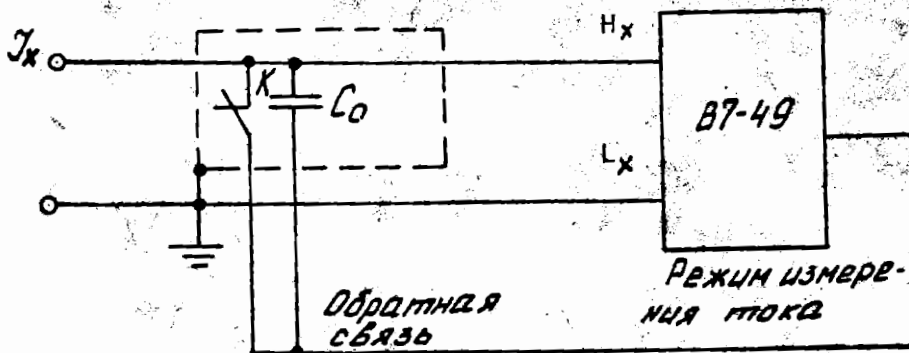 Jx
Hx
K
C0
В7-49
Lx
Режим измере-
ния тока
Обратная
связь